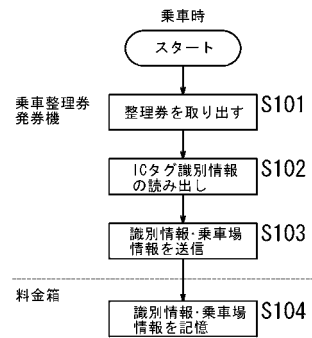 乗車時
スタート
乗車整理券
発券機
整理券を取り出す
S101
ICタグ識別情報
の読み出し
S102
識別情報・乗車場
情報を送信
S103
料金箱
識別情報・乗車場
情報を記憶
S104